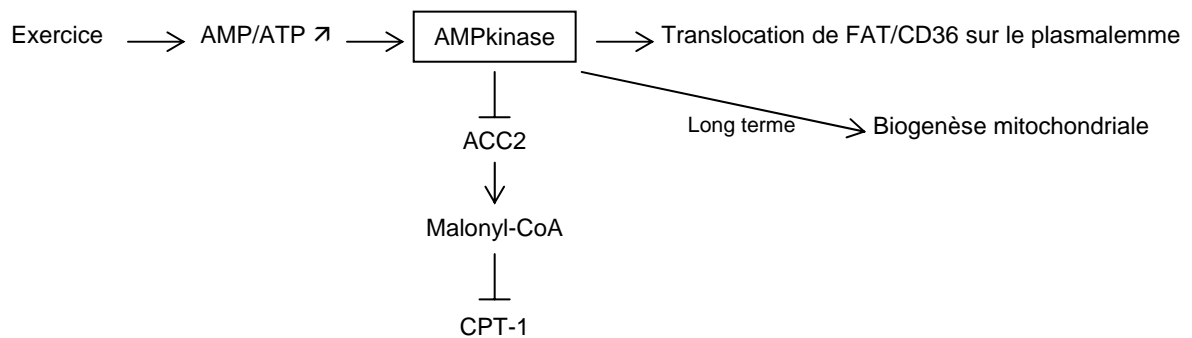 Exercice AMP/ATP ↗ AMPkinase Translocation de FAT/CD36 sur le plasmalemme
Long terme Biogenèse mitochondriale
ACC2
Malonyl-CoA
CPT-1